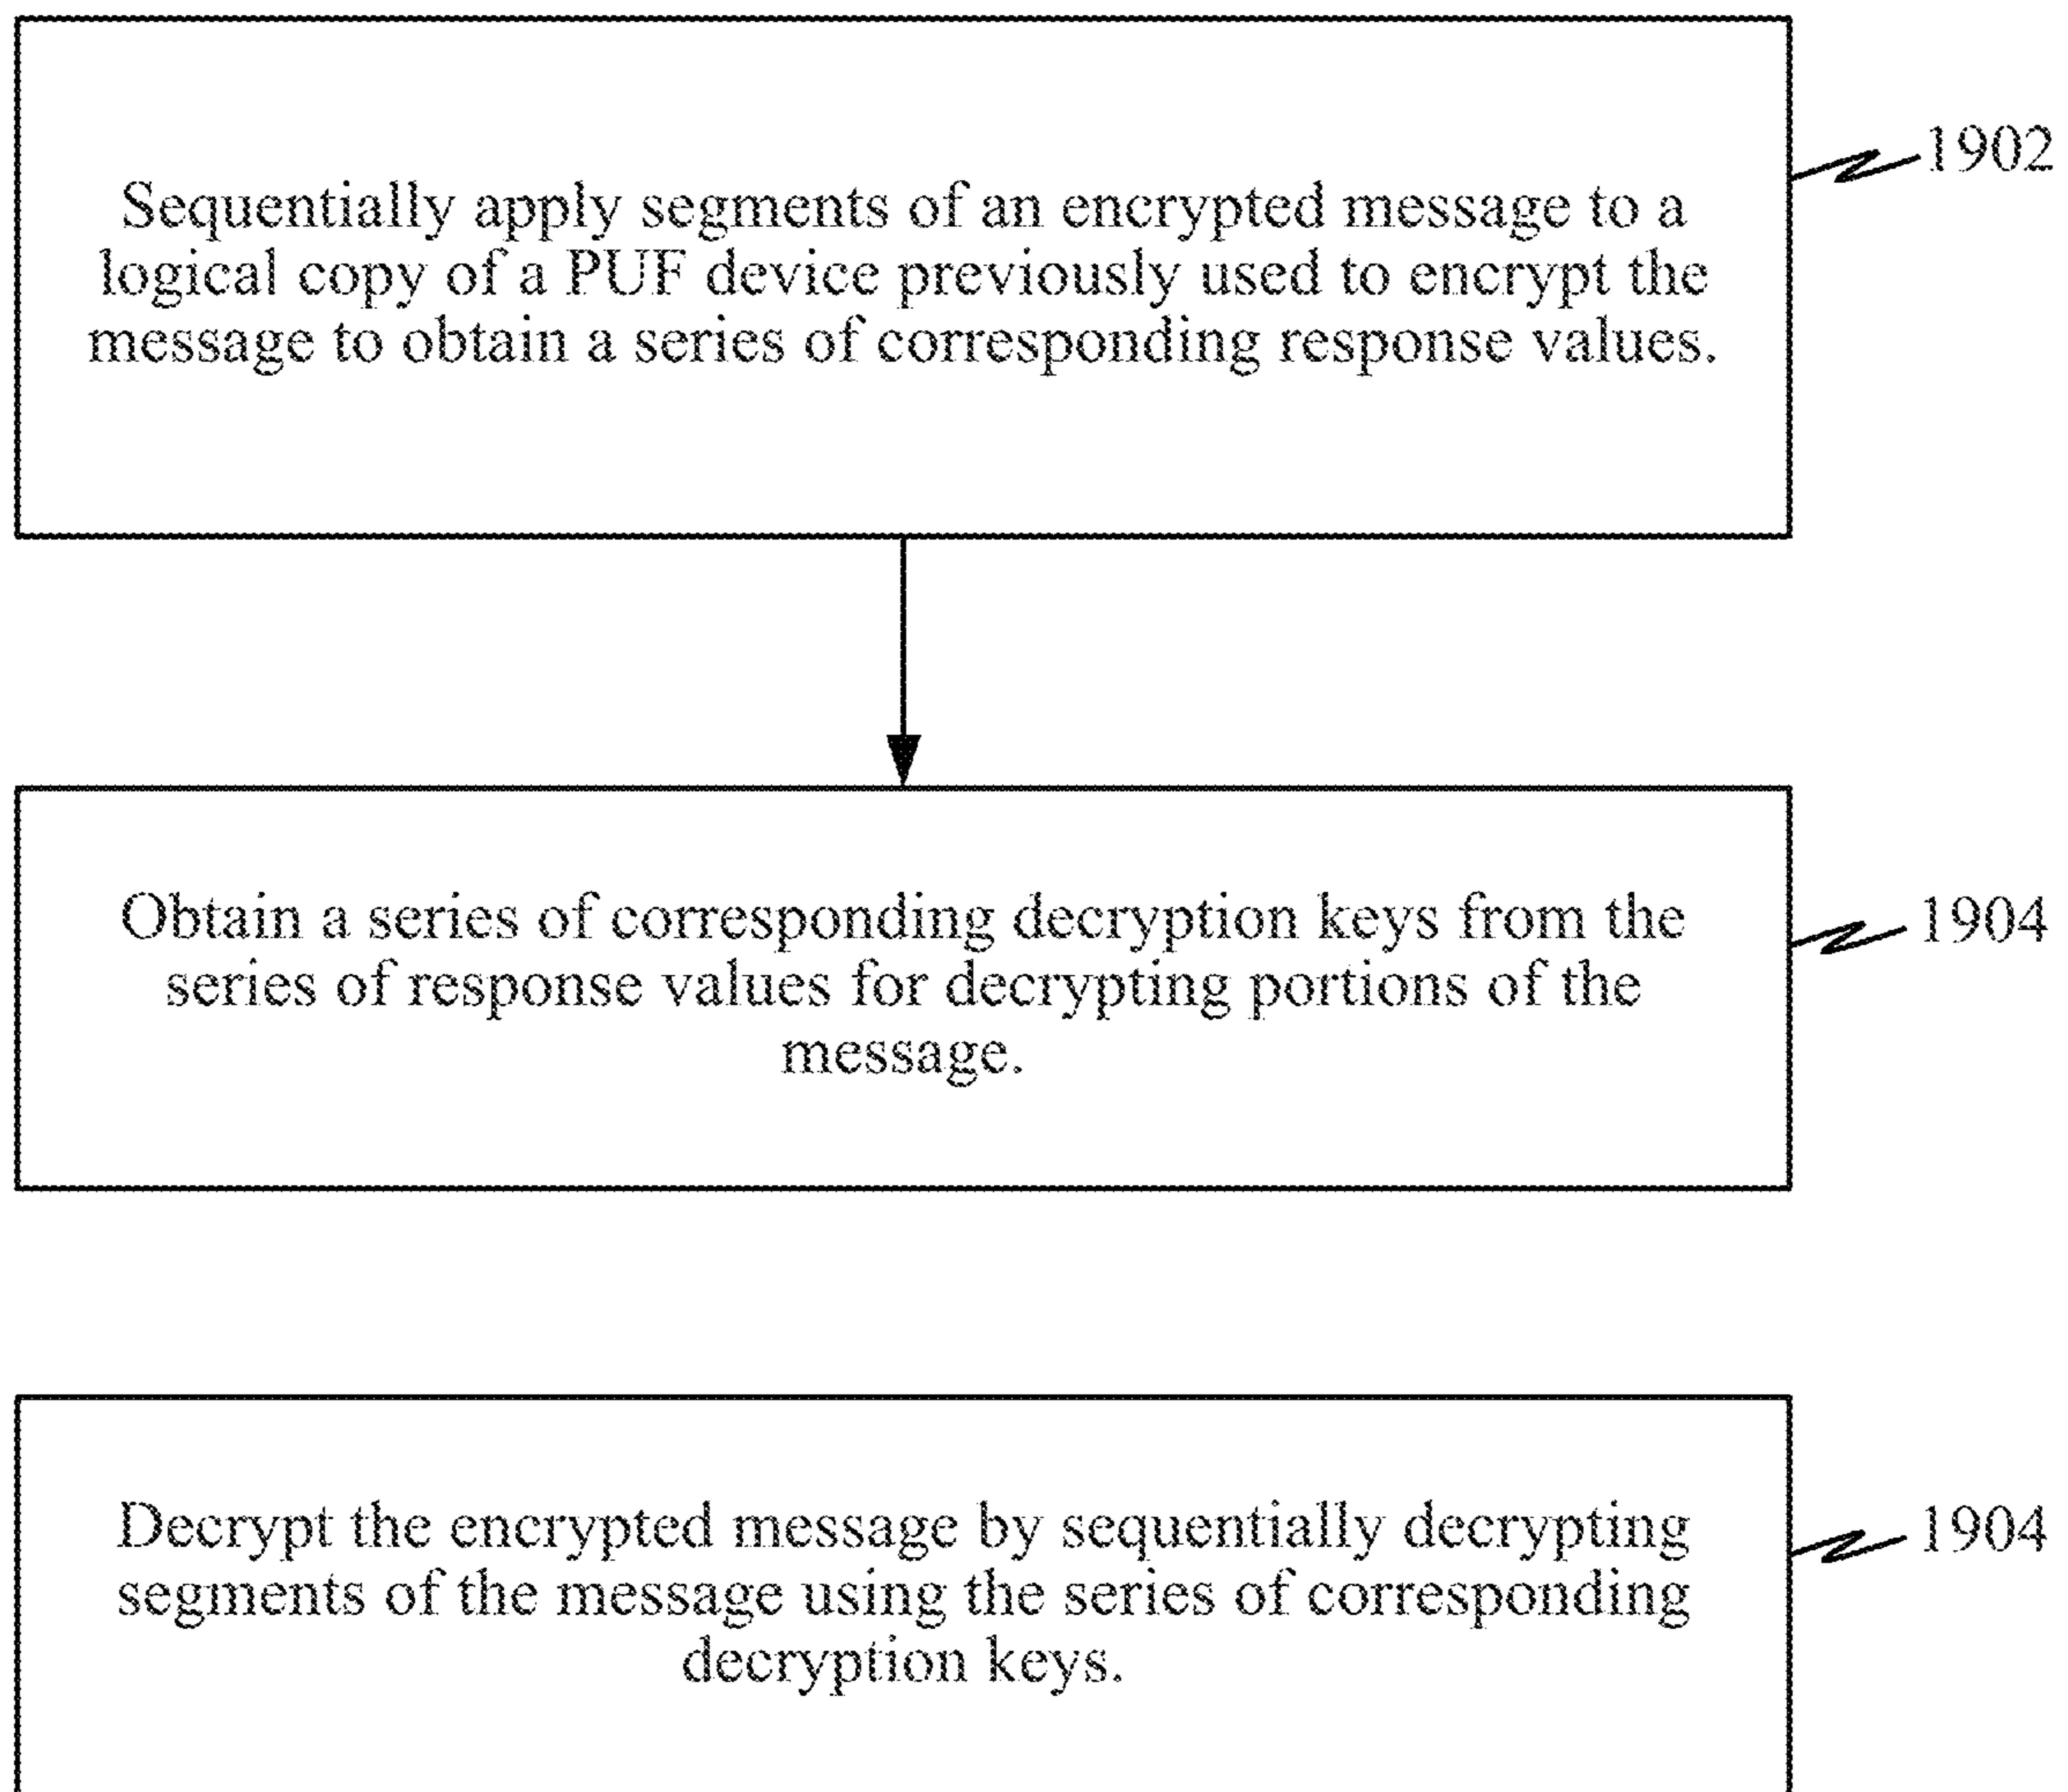 Sequentially apply segments of an encrypted message to a
logical copy of a PUF device previously used to encrypt the
message to obtain a series of corresponding response values.
1902
Obtain a series of corresponding decryption keys from the
series of response values for decrypting portions of the
message.
1904
Decrypt the encrypted message by sequentially decrypting
segments of the message using the series of corresponding
decryption keys.
1904